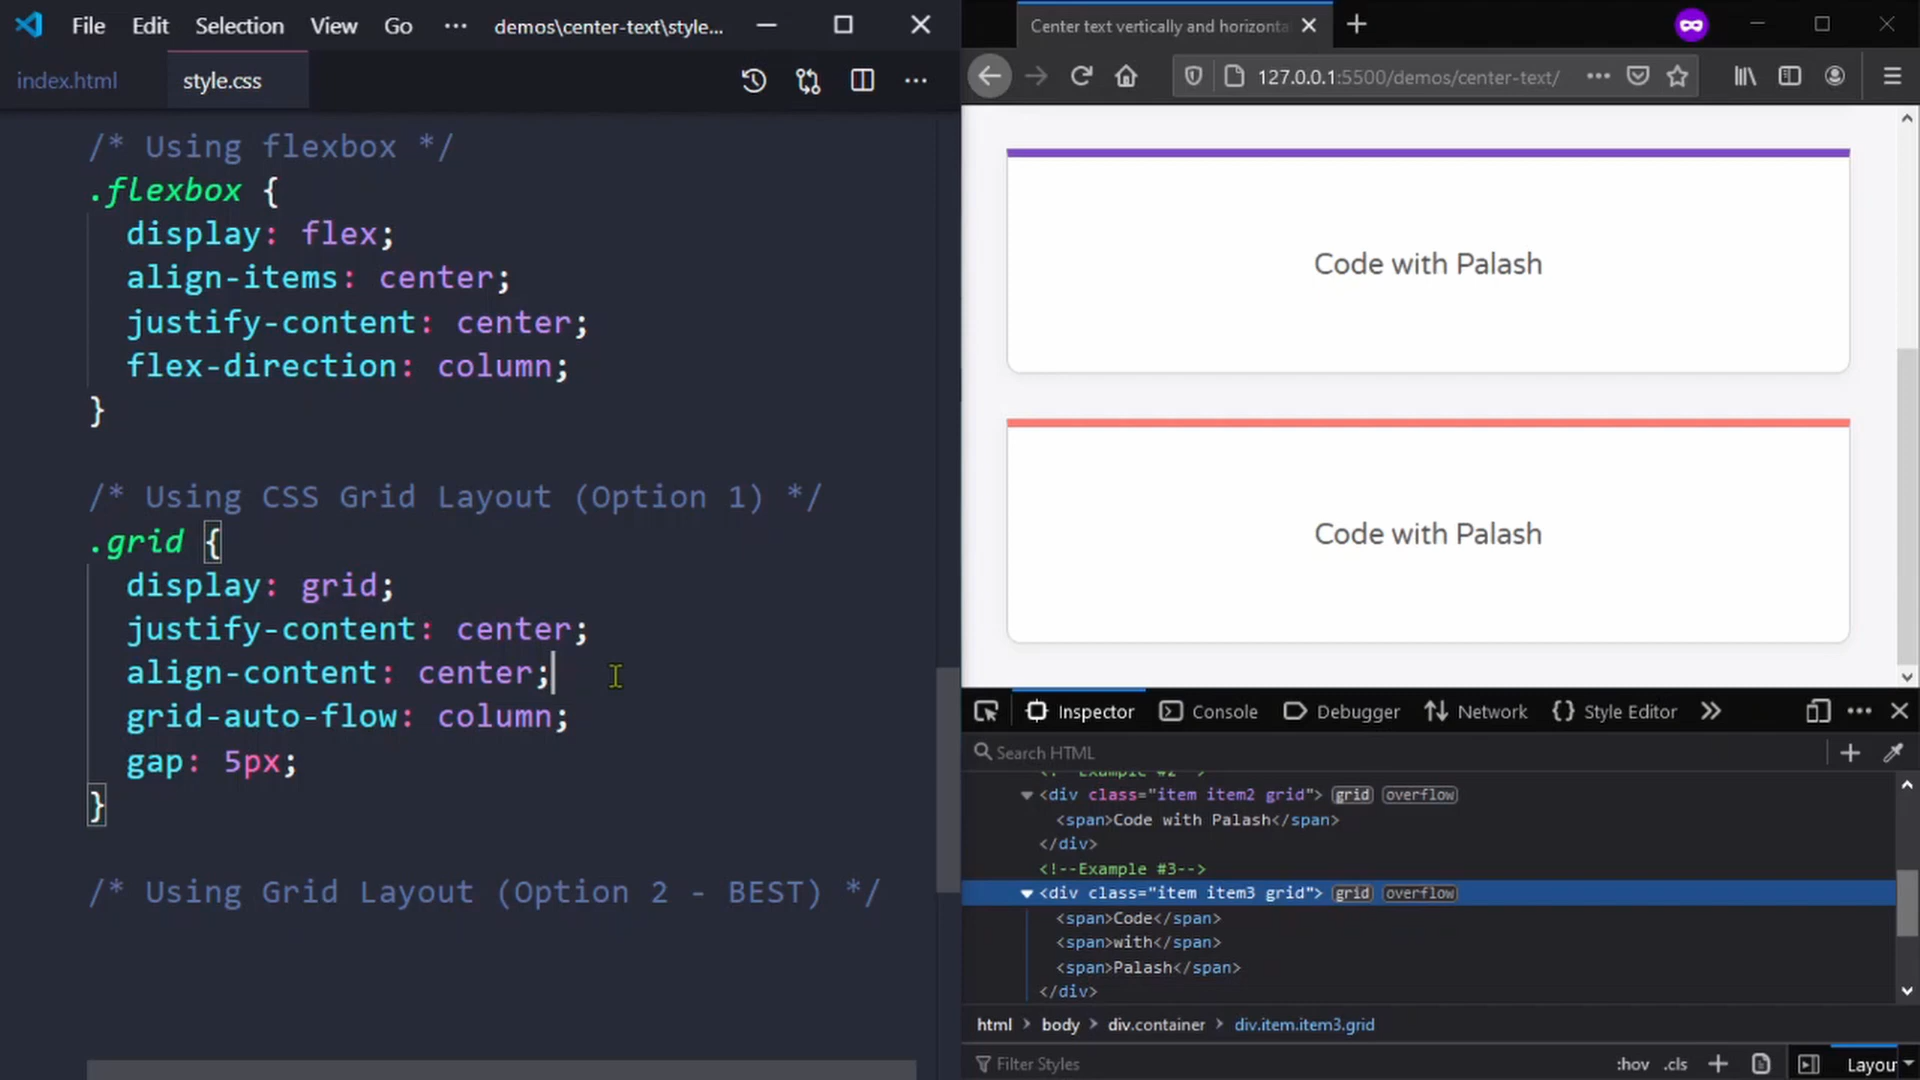 File Edit Selection View Go ··· demos\center-text\style...
index.html style.css
/* Using flexbox */
.flexbox {
display: flex;
align-items: center;
justify-content: center;
flex-direction: column;
}
/* Using CSS Grid Layout (Option 1) */
.grid {
display: grid;
justify-content: center;
align-content: center;
grid-auto-flow: column;
gap: 5px;
}
/* Using Grid Layout (Option 2 - BEST) */
Center text vertically and horizonta
127.0.0.1:5500/demos/center-text/
Code with Palash
Code with Palash
Inspector Console Debugger Network {} Style Editor
Search HTML
<!--Example #2-->
<div class="item item2 grid"> grid overflow
<span>Code with Palash</span>
</div>
<!--Example #3-->
<div class="item item3 grid"> grid overflow
<span>Code</span>
<span>with</span>
<span>Palash</span>
</div>
html > body > div.container > div.item.item3.grid
Filter Styles :hov .cls + Layou